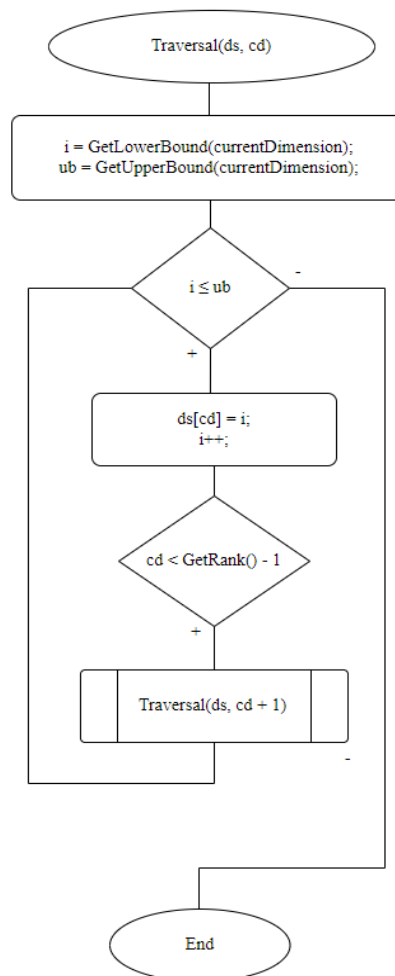 Traversal(ds, cd)
i = GetLowerBound(currentDimension);
ub = GetUpperBound(currentDimension);
i ≤ ub
-
+
ds[cd] = i;
i++;
cd < GetRank() - 1
+
Traversal(ds, cd + 1)
-
End